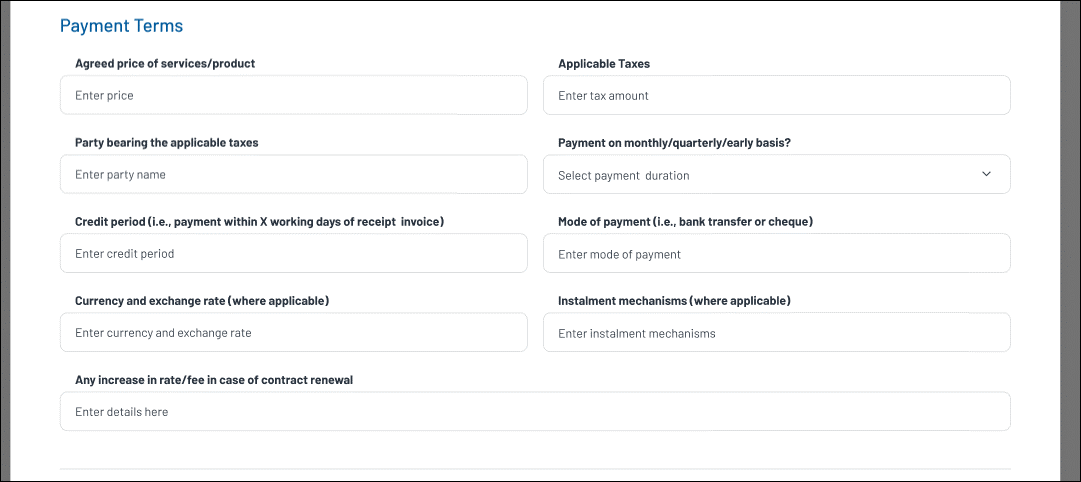 Payment Terms
Agreed price of services/product
Applicable Taxes
Enter price
Enter tax amount
Party bearing the applicable taxes
Payment on monthly/quarterly/early basis?
Enter party name
Select payment duration
Credit period (i.e., payment within X working days of receipt invoice)
Mode of payment (i.e., bank transfer or cheque)
Enter credit period
Enter mode of payment
Currency and exchange rate (where applicable)
Instalment mechanisms (where applicable)
Enter currency and exchange rate
Enter instalment mechanisms
Any increase in rate/fee in case of contract renewal
Enter details here